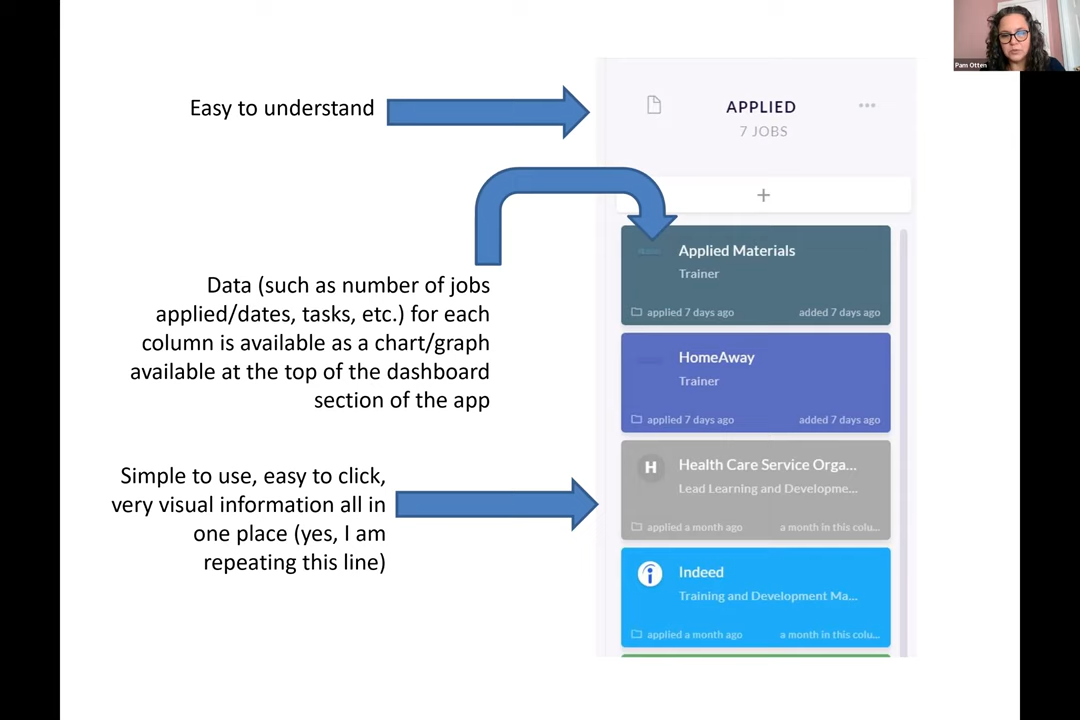 Pam Otten
Easy to understand
APPLIED
7 JOBS
+
Data (such as number of jobs
applied/dates, tasks, etc.) for each
column is available as a chart/graph
available at the top of the dashboard
section of the app
Simple to use, easy to click,
very visual information all in
one place (yes, I am
repeating this line)
Applied Materials
Trainer
applied 7 days ago added 7 days ago
HomeAway
Trainer
applied 7 days ago added 7 days ago
H
Health Care Service Orga...
Lead Learning and Developme...
applied a month ago a month in this colu...
i
Indeed
Training and Development Ma...
applied a month ago a month in this colu...